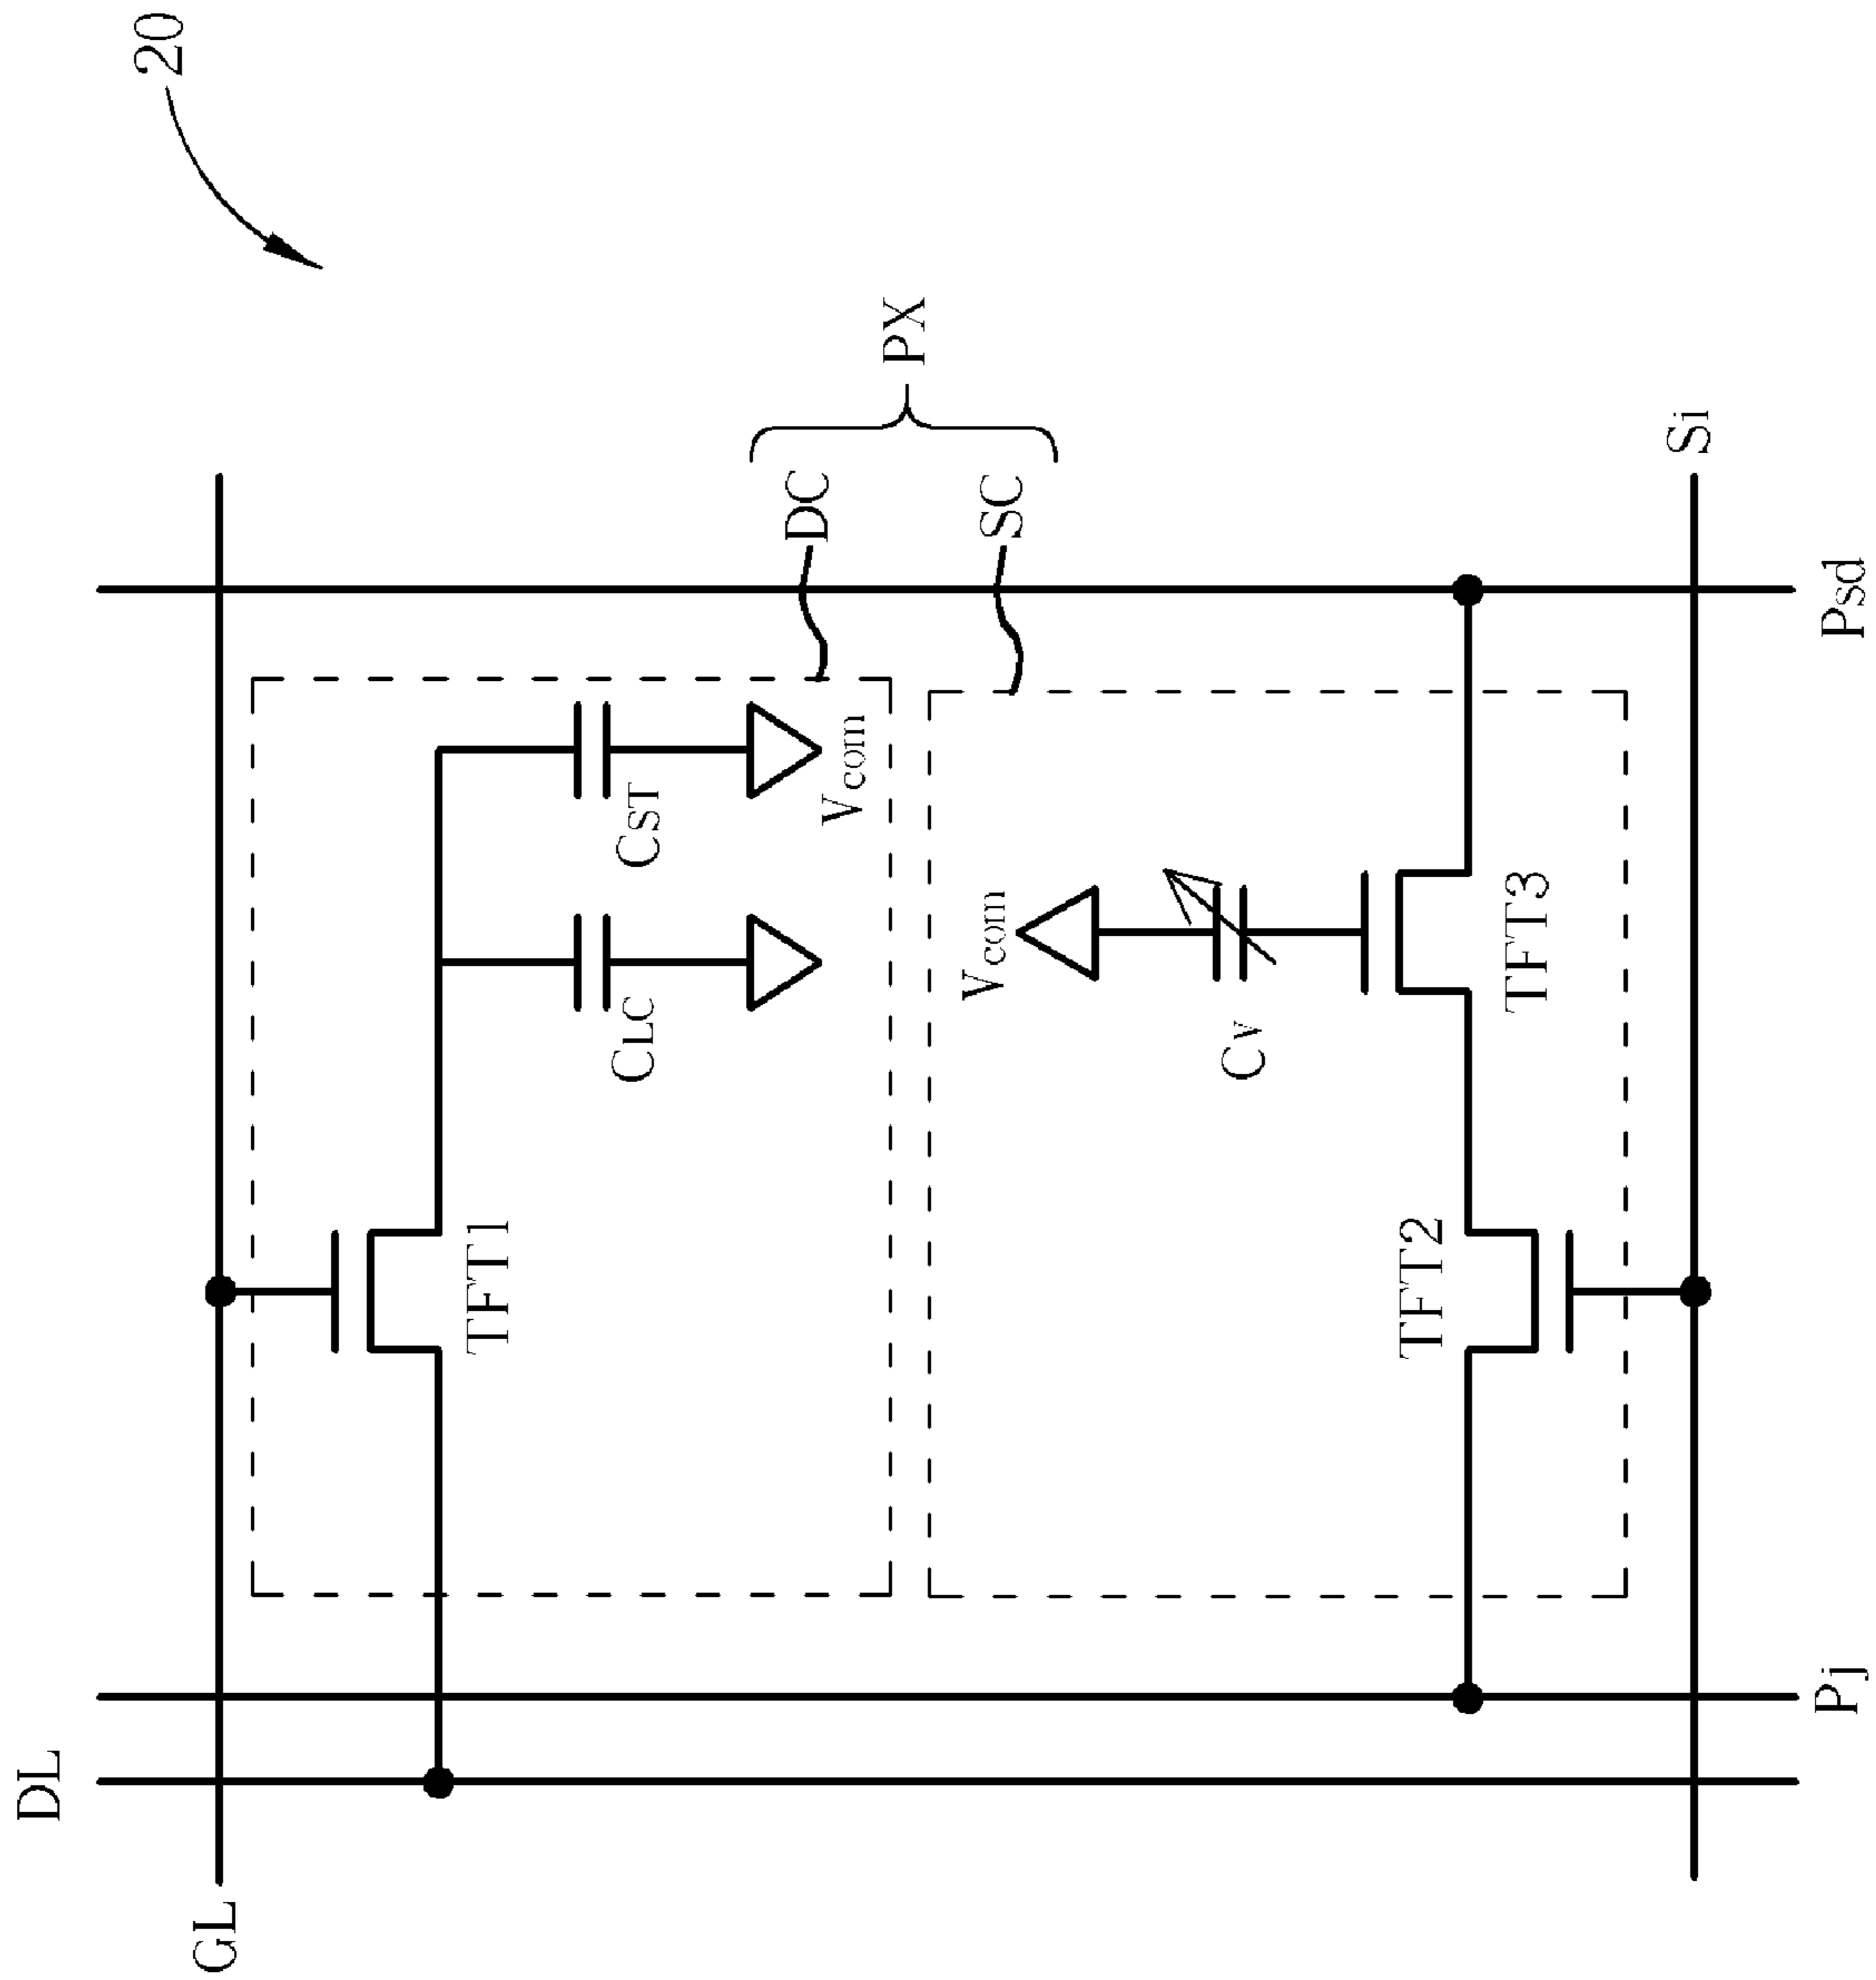 DL
20
GL
TFT1
CLC
CST
DC
Vcom
PX
Vcom
SC
CV
TFT2
TFT3
Si
Pj
Psd